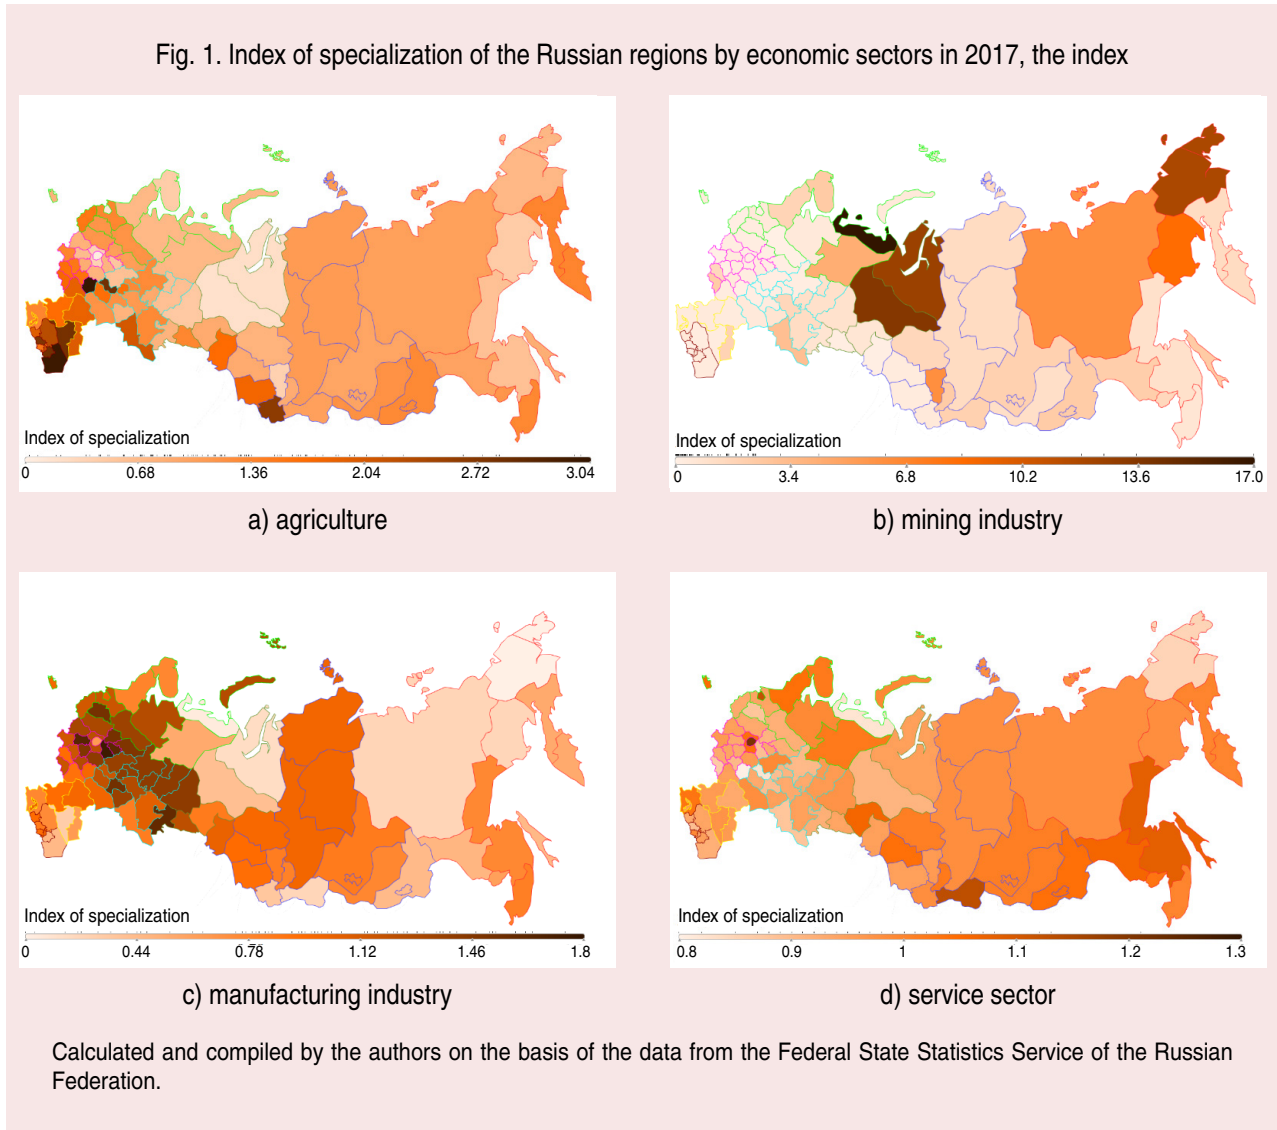 Fig. 1. Index of specialization of the Russian regions by economic sectors in 2017, the index
Index of specialization
0 0.68 1.36 2.04 2.72 3.04
a) agriculture
Index of specialization
0 3.4 6.8 10.2 13.6 17.0
b) mining industry
Index of specialization
0 0.44 0.78 1.12 1.46 1.8
c) manufacturing industry
Index of specialization
0.8 0.9 1 1.1 1.2 1.3
d) service sector
Calculated and compiled by the authors on the basis of the data from the Federal State Statistics Service of the Russian
Federation.